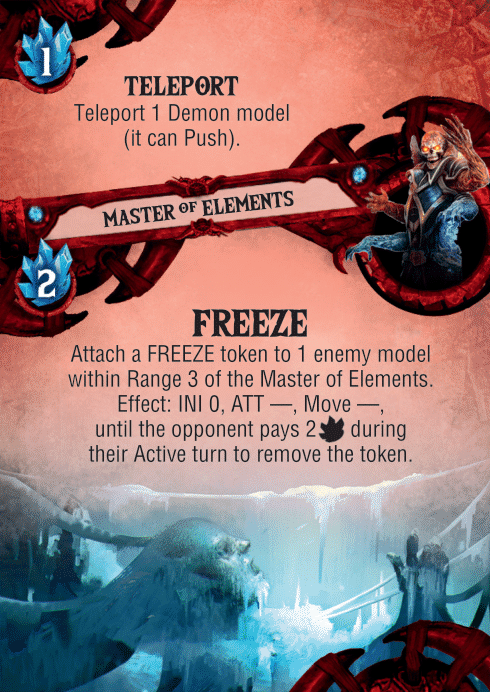 1
TELEPORT
Teleport 1 Demon model
(it can Push).
MASTER OF ELEMENTS
2
FREEZE
Attach a FREEZE token to 1 enemy model
within Range 3 of the Master of Elements.
Effect: INI 0, ATT —, Move —,
until the opponent pays 2 during
their Active turn to remove the token.